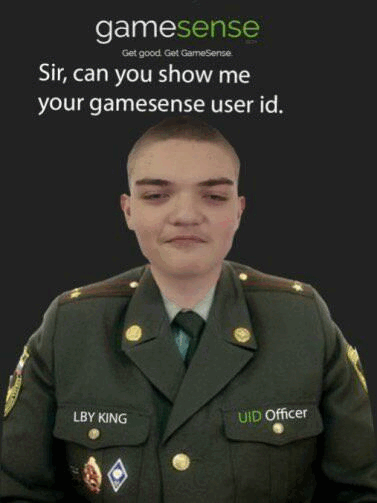 gamesense
Get good. Get GameSense.
Sir, can you show me
your gamesense user id.
LBY KING
UID Officer